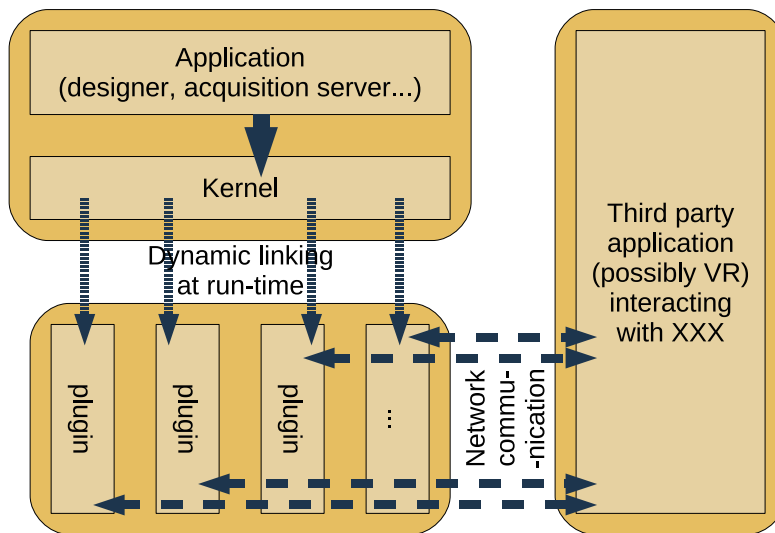 Application
(designer, acquisition server...)
Kernel
Dynamic linking
at run-time
plugin
plugin
plugin
...
Network
commu-
-nication
Third party
application
(possibly VR)
interacting
with XXX